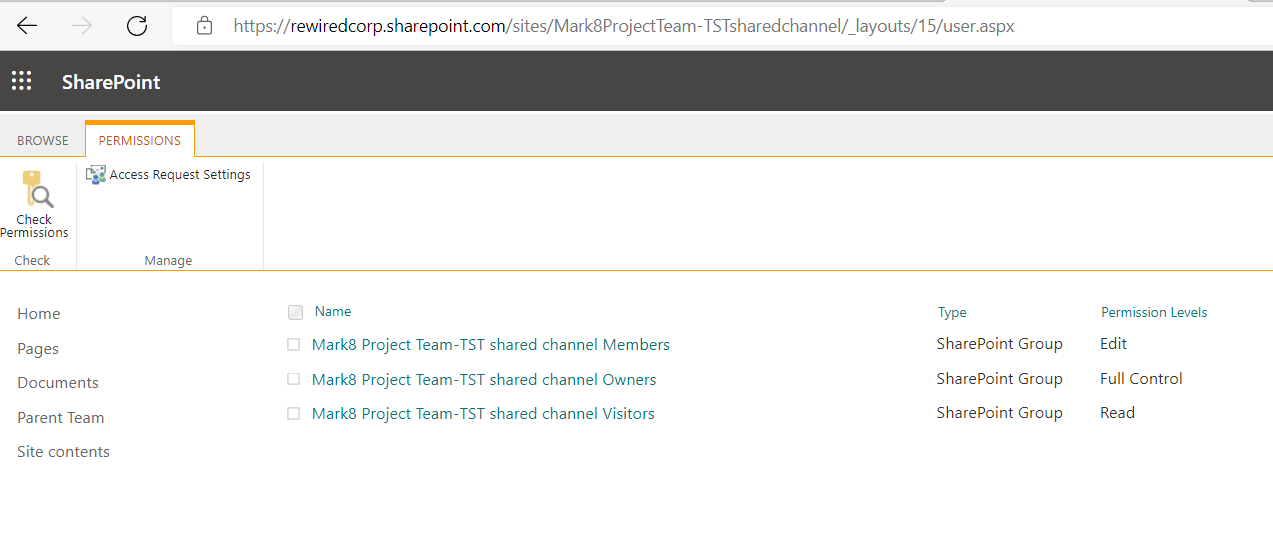 https://rewiredcorp.sharepoint.com/sites/Mark8ProjectTeam-TSTsharedchannel/_layouts/15/user.aspx
SharePoint
BROWSE PERMISSIONS
Access Request Settings
Check
Permissions
Check Manage
Home
Pages
Documents
Parent Team
Site contents
Name Type Permission Levels
Mark8 Project Team-TST shared channel Members SharePoint Group Edit
Mark8 Project Team-TST shared channel Owners SharePoint Group Full Control
Mark8 Project Team-TST shared channel Visitors SharePoint Group Read